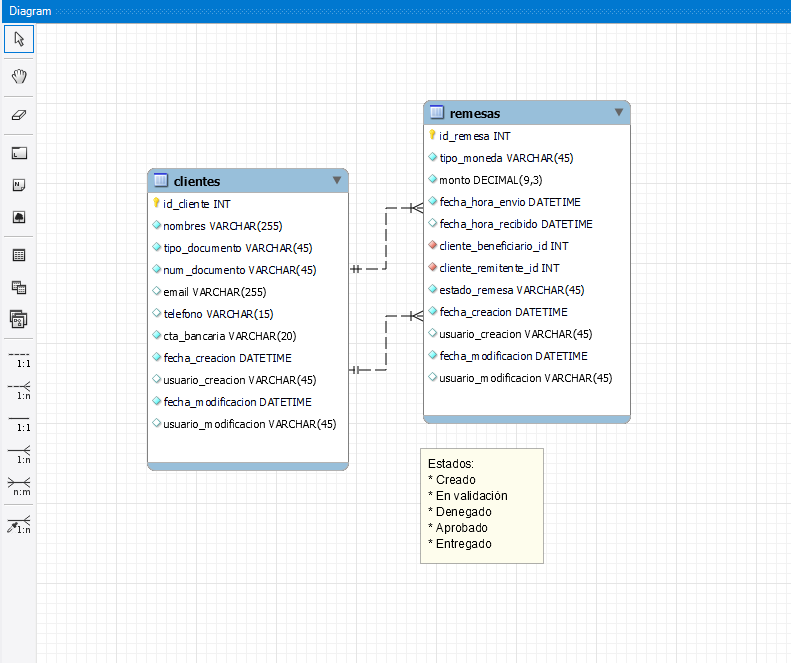 Diagram
1:1
1:n
1:1
1:n
n:m
1:n
clientes
id_cliente INT
nombres VARCHAR(255)
tipo_documento VARCHAR(45)
num_documento VARCHAR(45)
email VARCHAR(255)
telefono VARCHAR(15)
cta_bancaria VARCHAR(20)
fecha_creacion DATETIME
usuario_creacion VARCHAR(45)
fecha_modificacion DATETIME
usuario_modificacion VARCHAR(45)
remesas
id_remesa INT
tipo_moneda VARCHAR(45)
monto DECIMAL(9,3)
fecha_hora_envio DATETIME
fecha_hora_recibido DATETIME
cliente_beneficiario_id INT
cliente_remitente_id INT
estado_remesa VARCHAR(45)
fecha_creacion DATETIME
usuario_creacion VARCHAR(45)
fecha_modificacion DATETIME
usuario_modificacion VARCHAR(45)
Estados:
* Creado
* En validación
* Denegado
* Aprobado
* Entregado